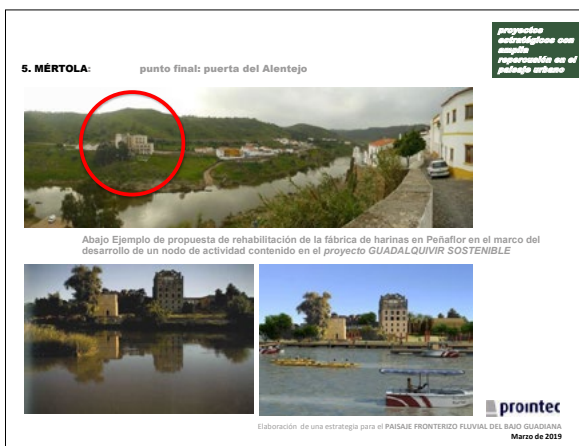 proyectos
estratégicos con
amplia
repercusión en el
paisaje urbano
5. MÉRTOLA: punto final: puerta del Alentejo
Abajo Ejemplo de propuesta de rehabilitación de la fábrica de harinas en Peñaflor en el marco del
desarrollo de un nodo de actividad contenido en el proyecto GUADALQUIVIR SOSTENIBLE
prointec
Elaboración de una estrategia para el PAISAJE FRONTERIZO FLUVIAL DEL BAJO GUADIANA
Marzo de 2019